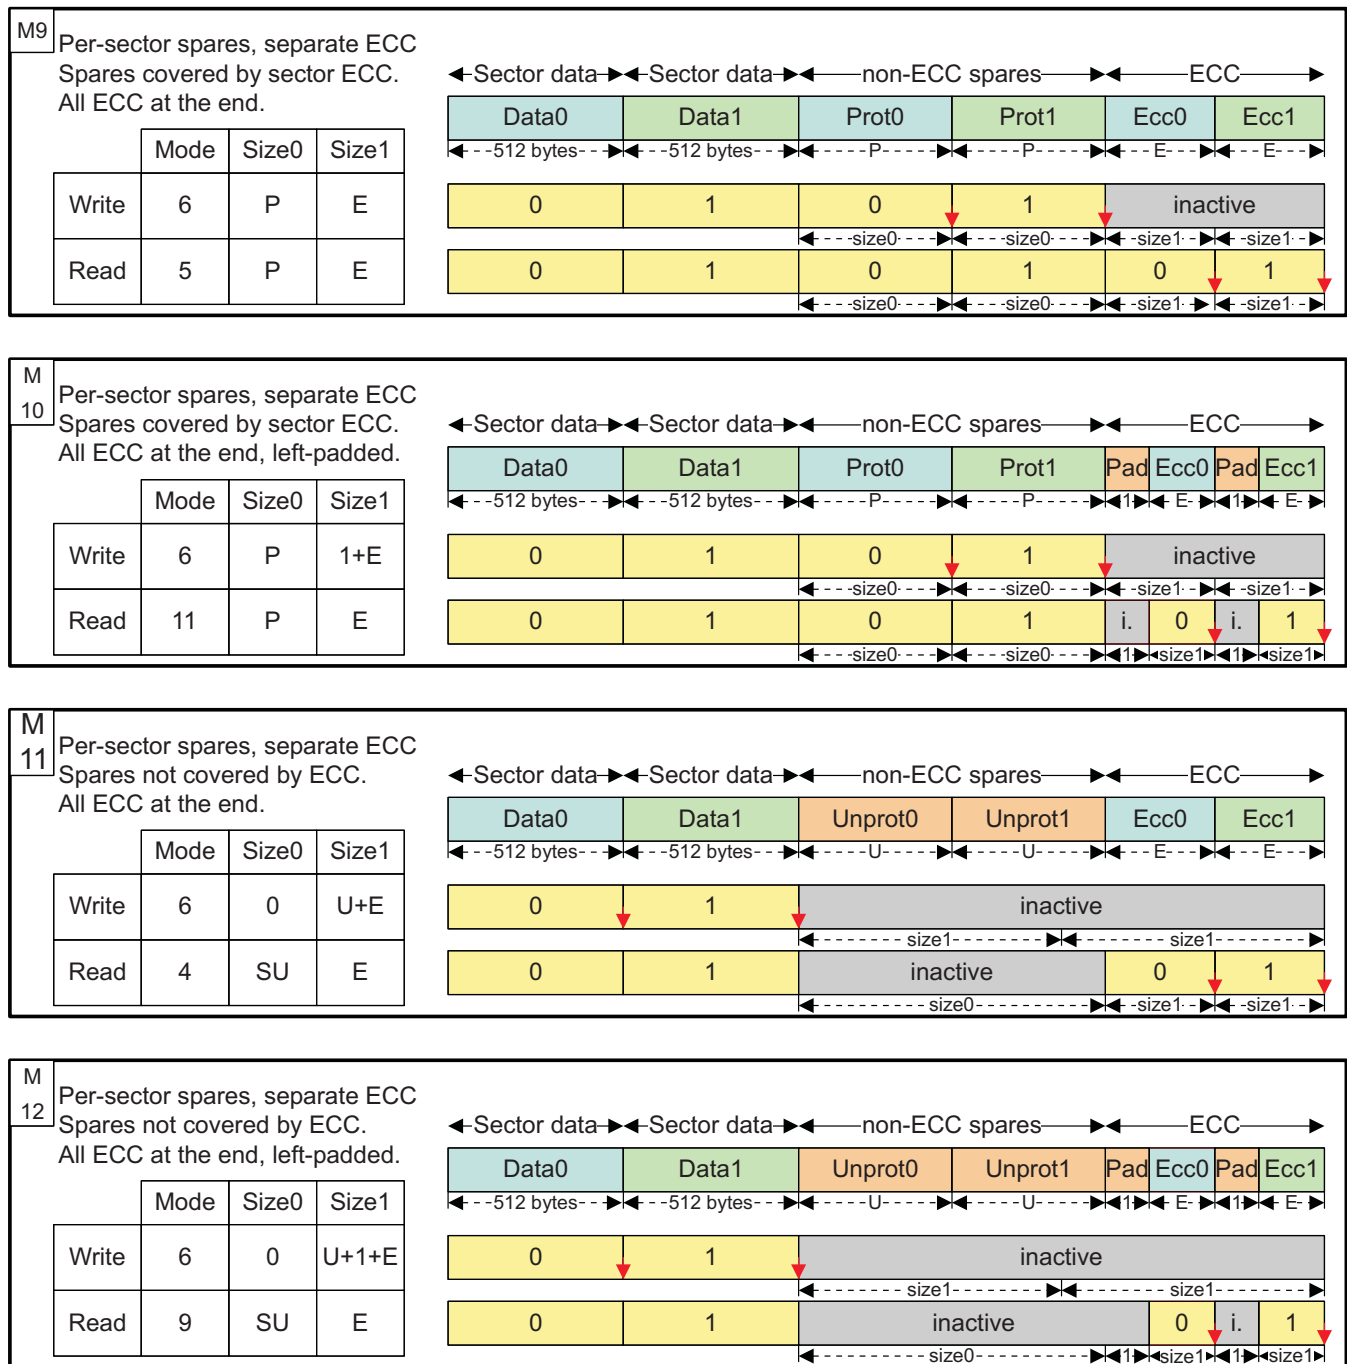 M9
Per-sector spares, separate ECC
Spares covered by sector ECC.
All ECC at the end.
Sector data Sector data non-ECC spares ECC
Data0 Data1 Prot0 Prot1 Ecc0 Ecc1
512 bytes 512 bytes P P E E
Mode Size0 Size1
Write 6 P E
0 1 0 1 inactive
size0 size0 size1 size1
Read 5 P E
0 1 0 1 0 1
size0 size0 size1 size1
M
10
Per-sector spares, separate ECC
Spares covered by sector ECC.
All ECC at the end, left-padded.
Sector data Sector data non-ECC spares ECC
Data0 Data1 Prot0 Prot1 Pad Ecc0 Pad Ecc1
512 bytes 512 bytes P P 1 E 1 E
Mode Size0 Size1
Write 6 P 1+E
0 1 0 1 inactive
size0 size0 size1 size1
Read 11 P E
0 1 0 1 i. 0 i. 1
size0 size0 1 size1 1 size1
M
11
Per-sector spares, separate ECC
Spares not covered by ECC.
All ECC at the end.
Sector data Sector data non-ECC spares ECC
Data0 Data1 Unprot0 Unprot1 Ecc0 Ecc1
512 bytes 512 bytes U U E E
Mode Size0 Size1
Write 6 0 U+E
0 1 inactive
size1 size1
Read 4 SU E
0 1 inactive 0 1
size0 size1 size1
M
12
Per-sector spares, separate ECC
Spares not covered by ECC.
All ECC at the end, left-padded.
Sector data Sector data non-ECC spares ECC
Data0 Data1 Unprot0 Unprot1 Pad Ecc0 Pad Ecc1
512 bytes 512 bytes U U 1 E 1 E
Mode Size0 Size1
Write 6 0 U+1+E
0 1 inactive
size1 size1
Read 9 SU E
0 1 inactive 0 i. 1
size0 1 size1 1 size1